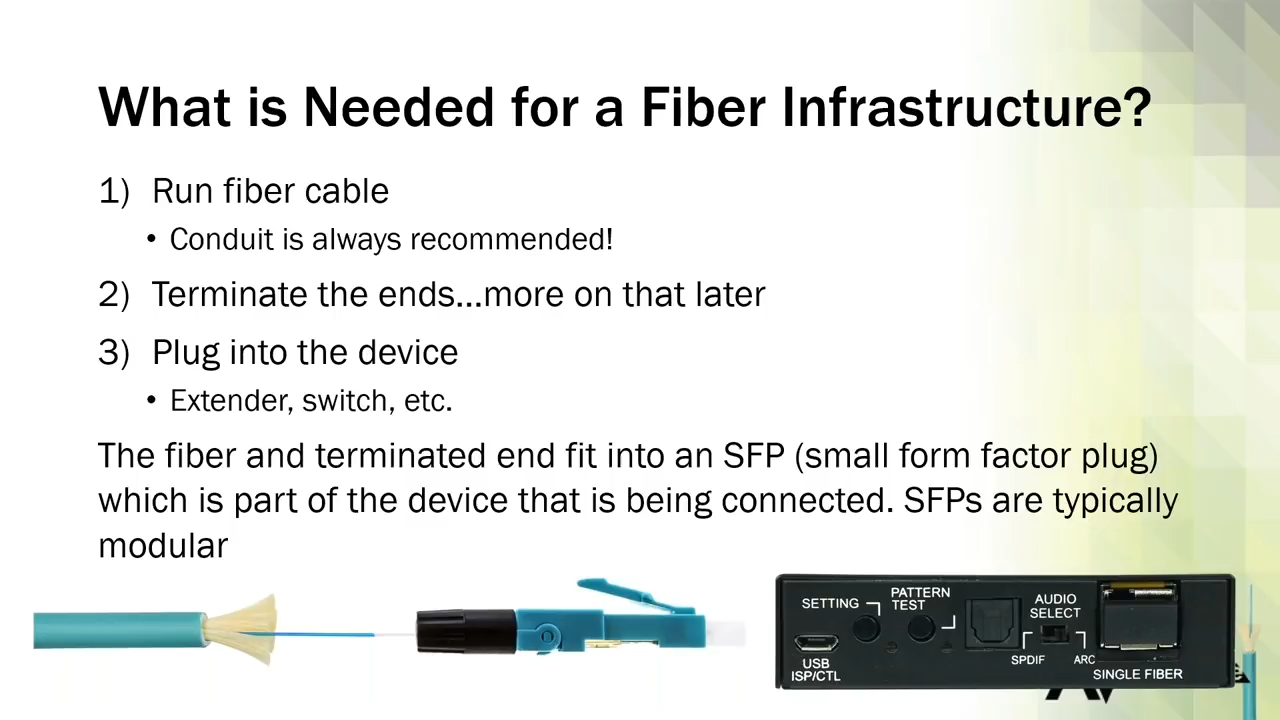 What is Needed for a Fiber Infrastructure?
1) Run fiber cable
• Conduit is always recommended!
2) Terminate the ends...more on that later
3) Plug into the device
• Extender, switch, etc.
The fiber and terminated end fit into an SFP (small form factor plug)
which is part of the device that is being connected. SFPs are typically
modular
SETTING
PATTERN
TEST
AUDIO
SELECT
SPDIF
ARC
USB
ISP/CTL
SINGLE FIBER